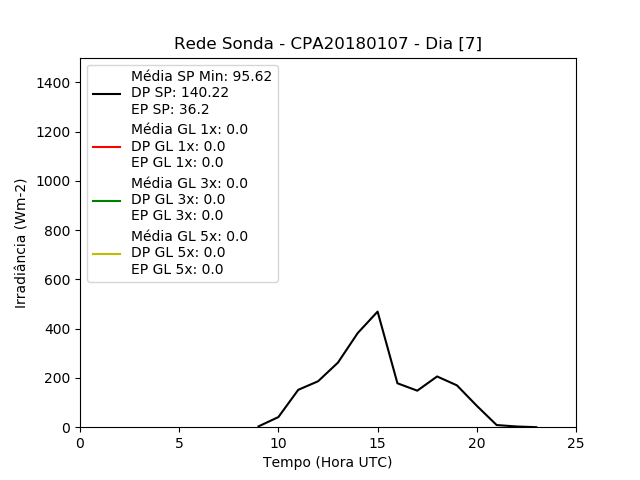 Rede Sonda - CPA20180107 - Dia [7]
Média SP Min: 95.62
DP SP: 140.22
EP SP: 36.2
Média GL 1x: 0.0
DP GL 1x: 0.0
EP GL 1x: 0.0
Média GL 3x: 0.0
DP GL 3x: 0.0
EP GL 3x: 0.0
Média GL 5x: 0.0
DP GL 5x: 0.0
EP GL 5x: 0.0
Irradiância (Wm-2)
1400
1200
1000
800
600
400
200
0
0 5 10 15 20 25
Tempo (Hora UTC)